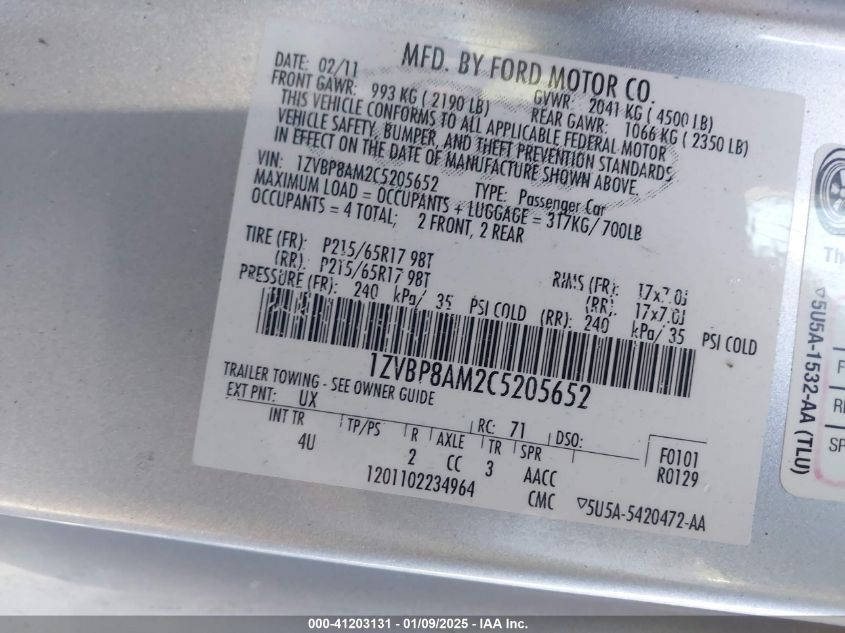 MFD. BY FORD MOTOR CO.
DATE: 02/11 GVWR: 2041 KG ( 4500 LB)
FRONT GAWR: 993 KG ( 2190 LB) REAR GAWR: 1066 KG ( 2350 LB)
THIS VEHICLE CONFORMS TO ALL APPLICABLE FEDERAL MOTOR
VEHICLE SAFETY, BUMPER, AND THEFT PREVENTION STANDARDS
IN EFFECT ON THE DATE OF MANUFACTURE SHOWN ABOVE.
VIN: 1ZVBP8AM2C5205652 TYPE: Passenger Car
MAXIMUM LOAD = OCCUPANTS + LUGGAGE = 317KG/ 700LB
OCCUPANTS = 4 TOTAL; 2 FRONT, 2 REAR
TIRE (FR): P215/65R17 98T RIMS (FR): 17x7.0J
(RR): P215/65R17 98T (RR): 17x7.0J
PRESSURE (FR): 240 kPa/ 35 PSI COLD (RR): 240 kPa/ 35 PSI COLD
1ZVBP8AM2C5205652
TRAILER TOWING - SEE OWNER GUIDE
EXT PNT: UX RC: 71 DSO:
INT TR TP/PS R AXLE TR SPR F0101
4U 2 CC 3 AACC R0129
1201102234964 CMC ▽5U5A-5420472-AA
▽5U5A-1532-AA (TLU)
000-41203131 - 01/09/2025 - IAA Inc.